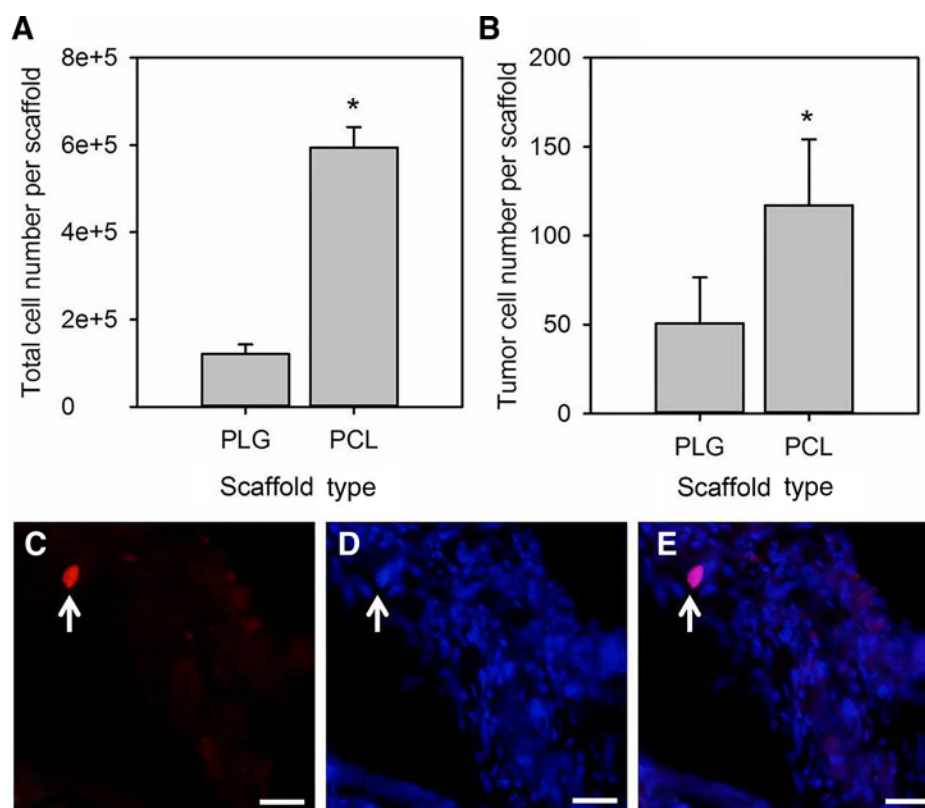 A
Total cell number per scaffold
8e+5
6e+5
4e+5
2e+5
0
*
PLG PCL
Scaffold type
B
Tumor cell number per scaffold
200
150
100
50
0
*
PLG PCL
Scaffold type
C
D
E